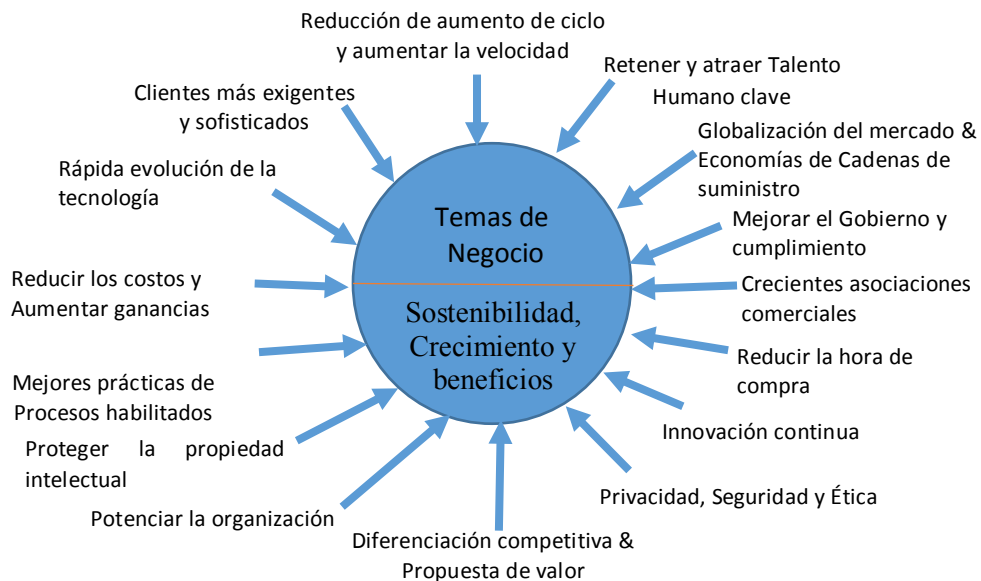 Reducción de aumento de ciclo
y aumentar la velocidad
Retener y atraer Talento
Humano clave
Clientes más exigentes
y sofisticados
Globalización del mercado &
Economías de Cadenas de
suministro
Rápida evolución de la
tecnología
Temas de
Negocio
Mejorar el Gobierno y
cumplimiento
Reducir los costos y
Aumentar ganancias
Crecientes asociaciones
comerciales
Sostenibilidad,
Crecimiento y
beneficios
Reducir la hora de
compra
Mejores prácticas de
Procesos habilitados
Innovación continua
Proteger la propiedad
intelectual
Privacidad, Seguridad y Ética
Potenciar la organización
Diferenciación competitiva &
Propuesta de valor